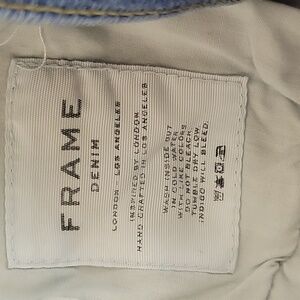 FRAME
DENIM
LONDON - LOS ANGELES
INSPIRED BY LONDON
HAND CRAFTED IN LOS ANGELES
WASH INSIDE OUT
IN COLD WATER
WITH LIKE COLORS
DO NOT BLEACH
TUMBLE DRY LOW
INDIGO WILL BLEED.